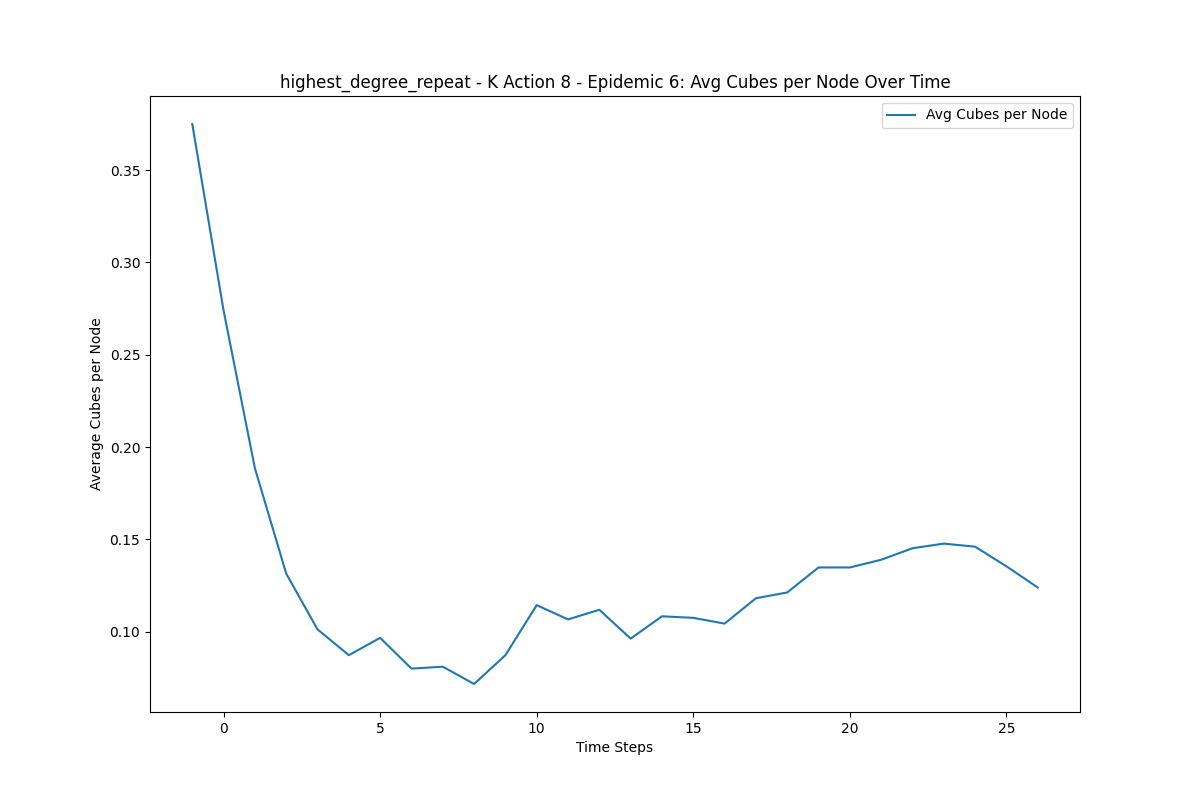 highest_degree_repeat - K Action 8 - Epidemic 6: Avg Cubes per Node Over Time
Avg Cubes per Node
Average Cubes per Node
0.35
0.30
0.25
0.20
0.15
0.10
0 5 10 15 20 25
Time Steps